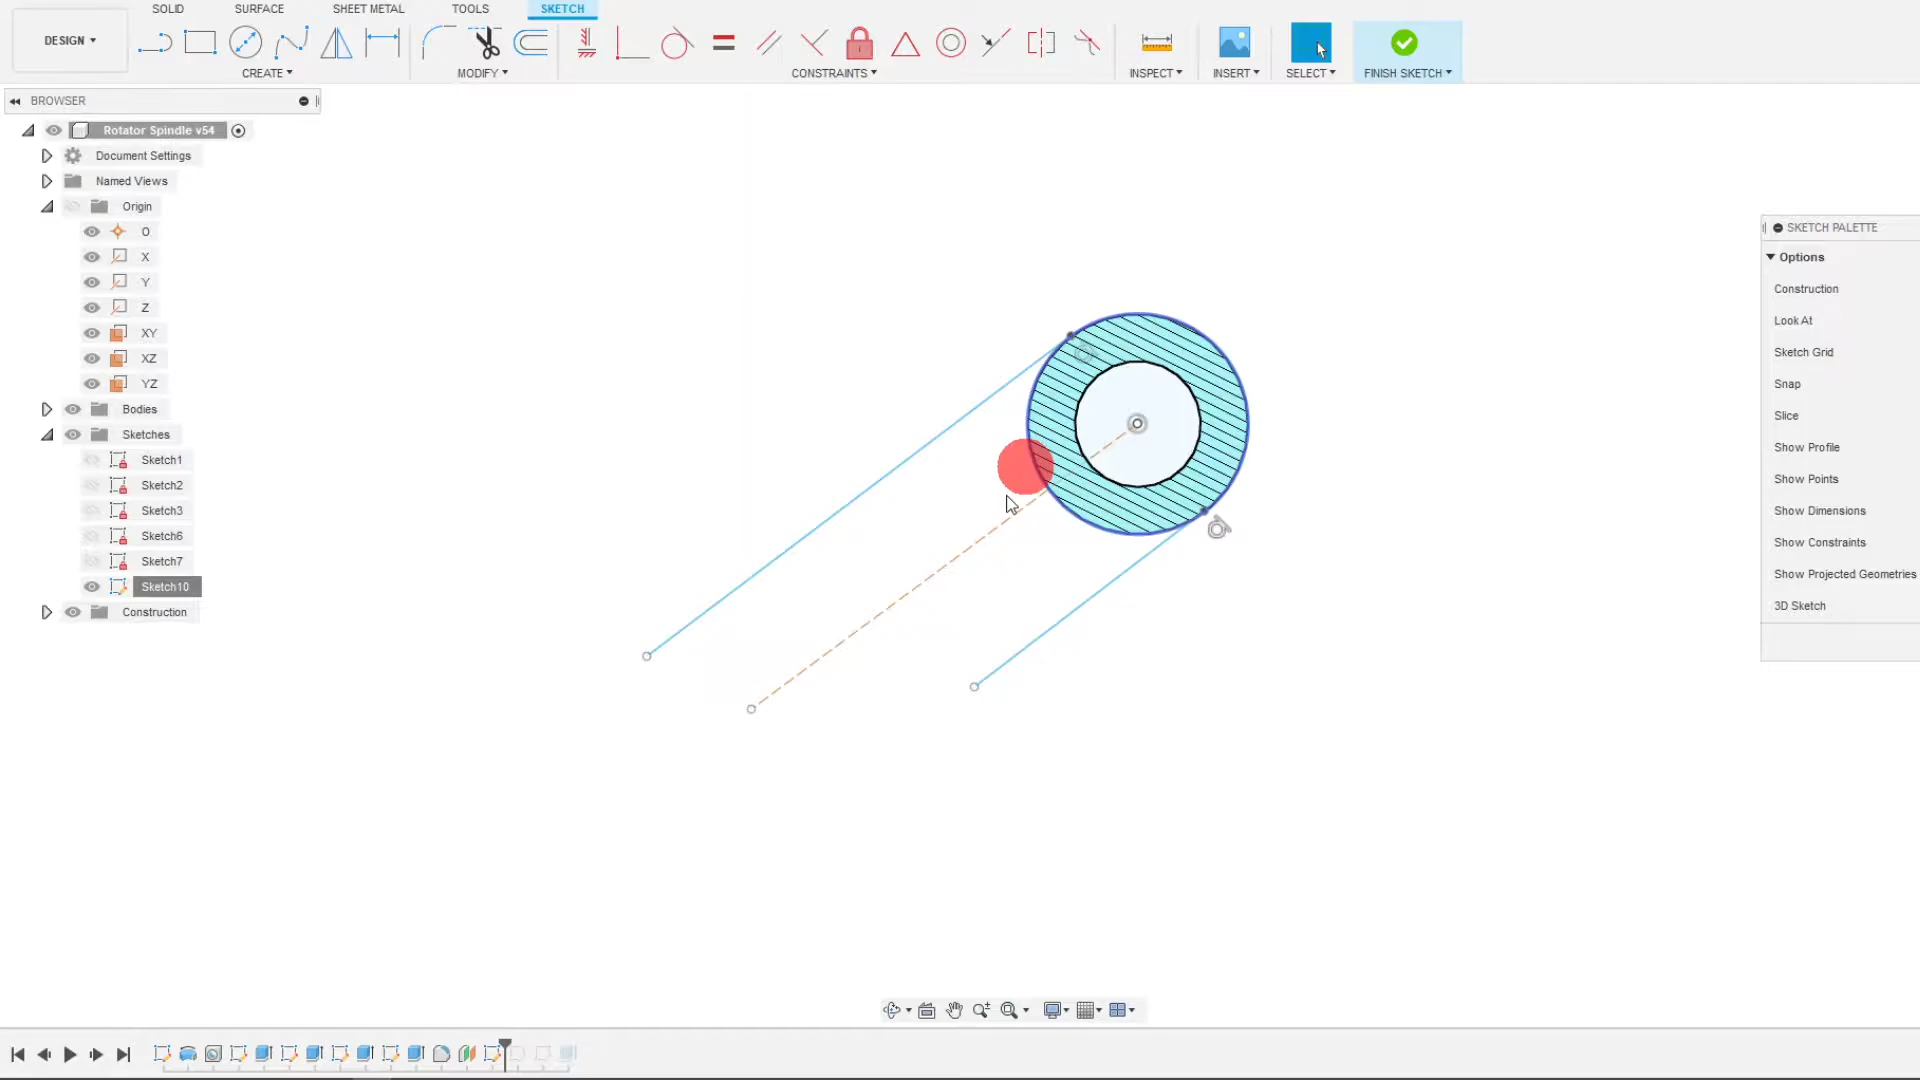 SOLID SURFACE SHEET METAL TOOLS SKETCH
DESIGN
CREATE MODIFY CONSTRAINTS INSPECT INSERT SELECT FINISH SKETCH
BROWSER
Rotator Spindle v54
Document Settings
Named Views
Origin
O
X
Y
Z
XY
XZ
YZ
Bodies
Sketches
Sketch1
Sketch2
Sketch3
Sketch6
Sketch7
Sketch10
Construction
SKETCH PALETTE
Options
Construction
Look At
Sketch Grid
Snap
Slice
Show Profile
Show Points
Show Dimensions
Show Constraints
Show Projected Geometries
3D Sketch